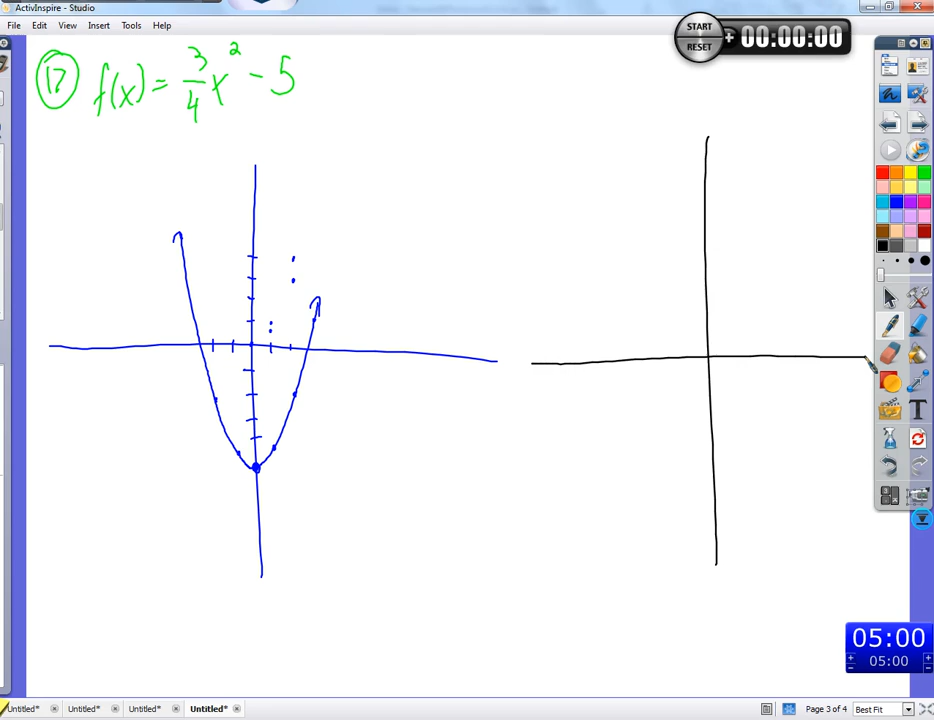 ActivInspire - Studio
File Edit View Insert Tools Help
START
RESET
+ 00:00:00
17 f(x) = 3/4 x² - 5
05:00
05:00
Untitled* Untitled* Untitled* Untitled*
Page 3 of 4 Best Fit